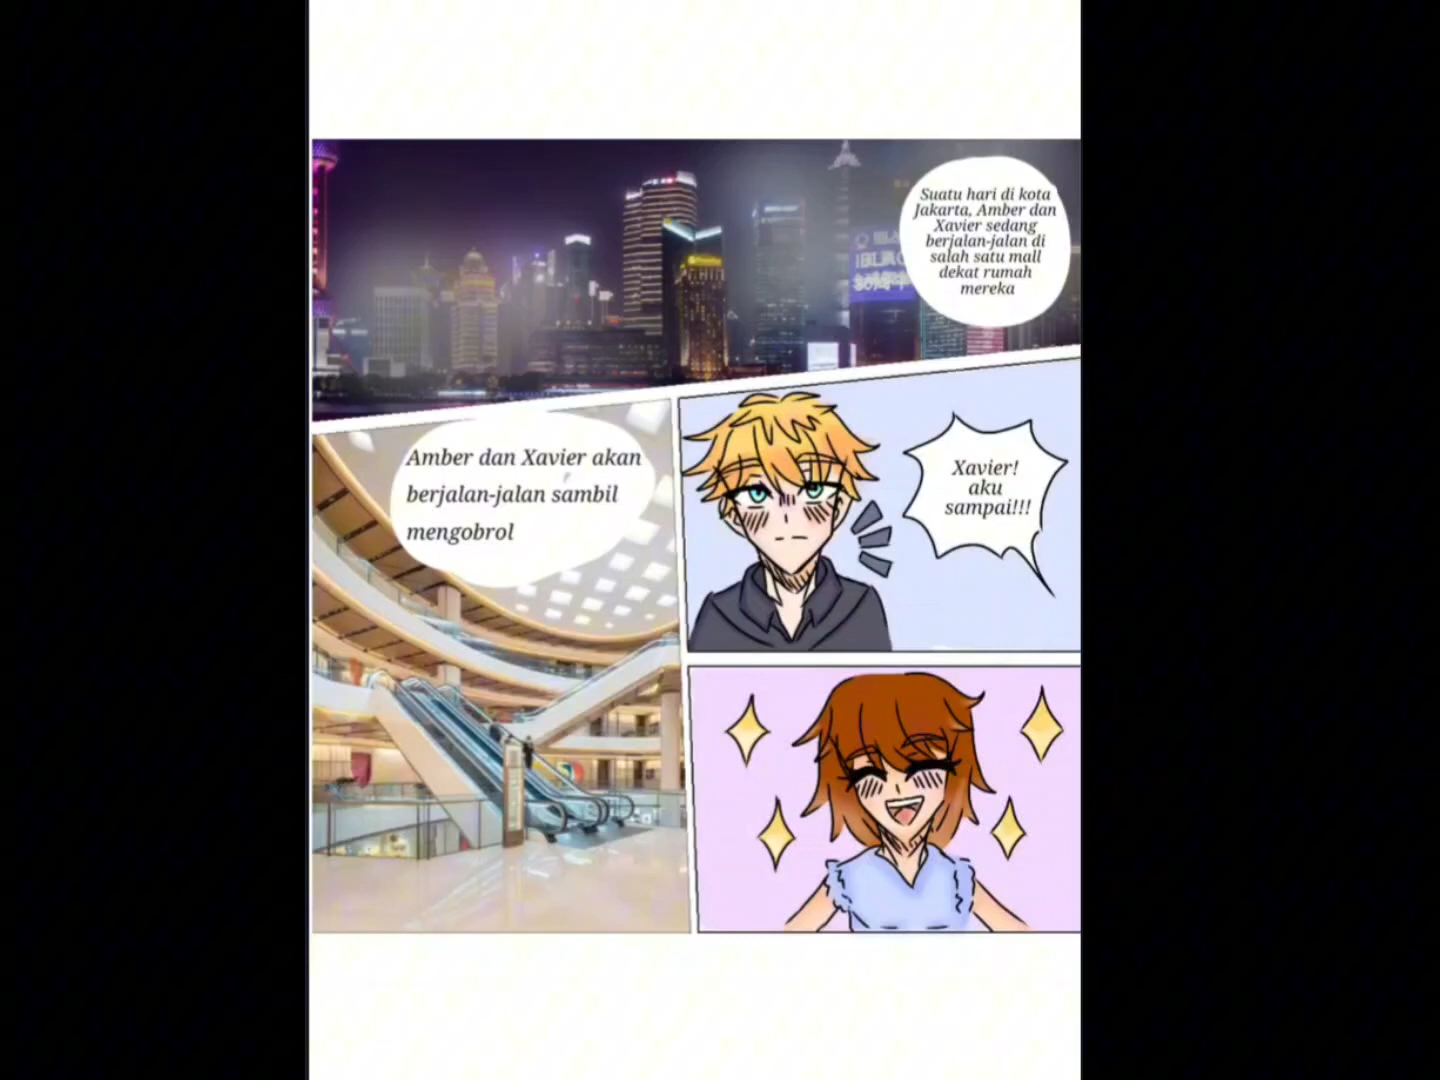 Suatu hari di kota
Jakarta, Amber dan
Xavier sedang
berjalan-jalan di
salah satu mall
dekat rumah
mereka
Amber dan Xavier akan
berjalan-jalan sambil
mengobrol
Xavier!
aku
sampai!!!